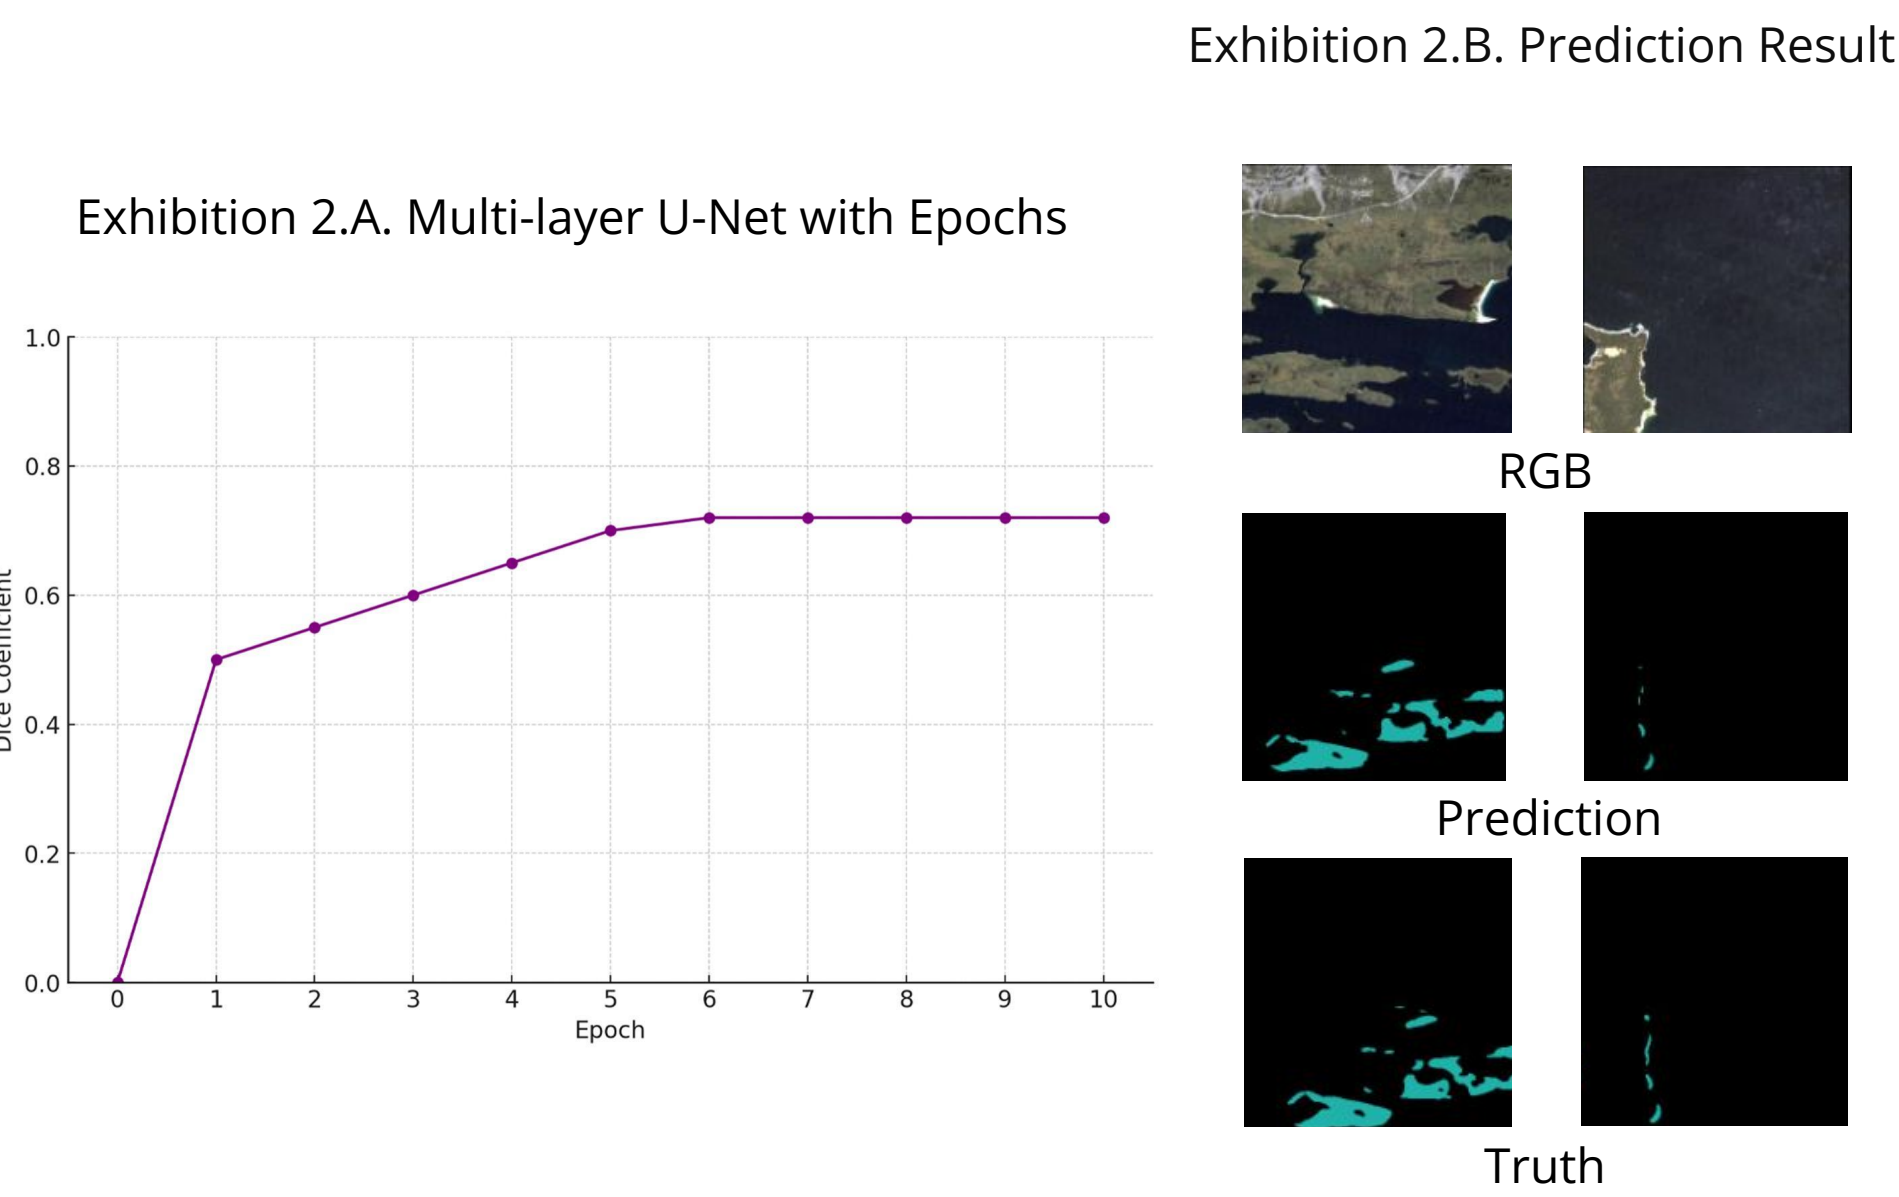 Exhibition 2.B. Prediction Result
Exhibition 2.A. Multi-layer U-Net with Epochs
1.0
0.8
0.6
0.4
0.2
0.0
Dice Coefficient
0 1 2 3 4 5 6 7 8 9 10
Epoch
RGB
Prediction
Truth